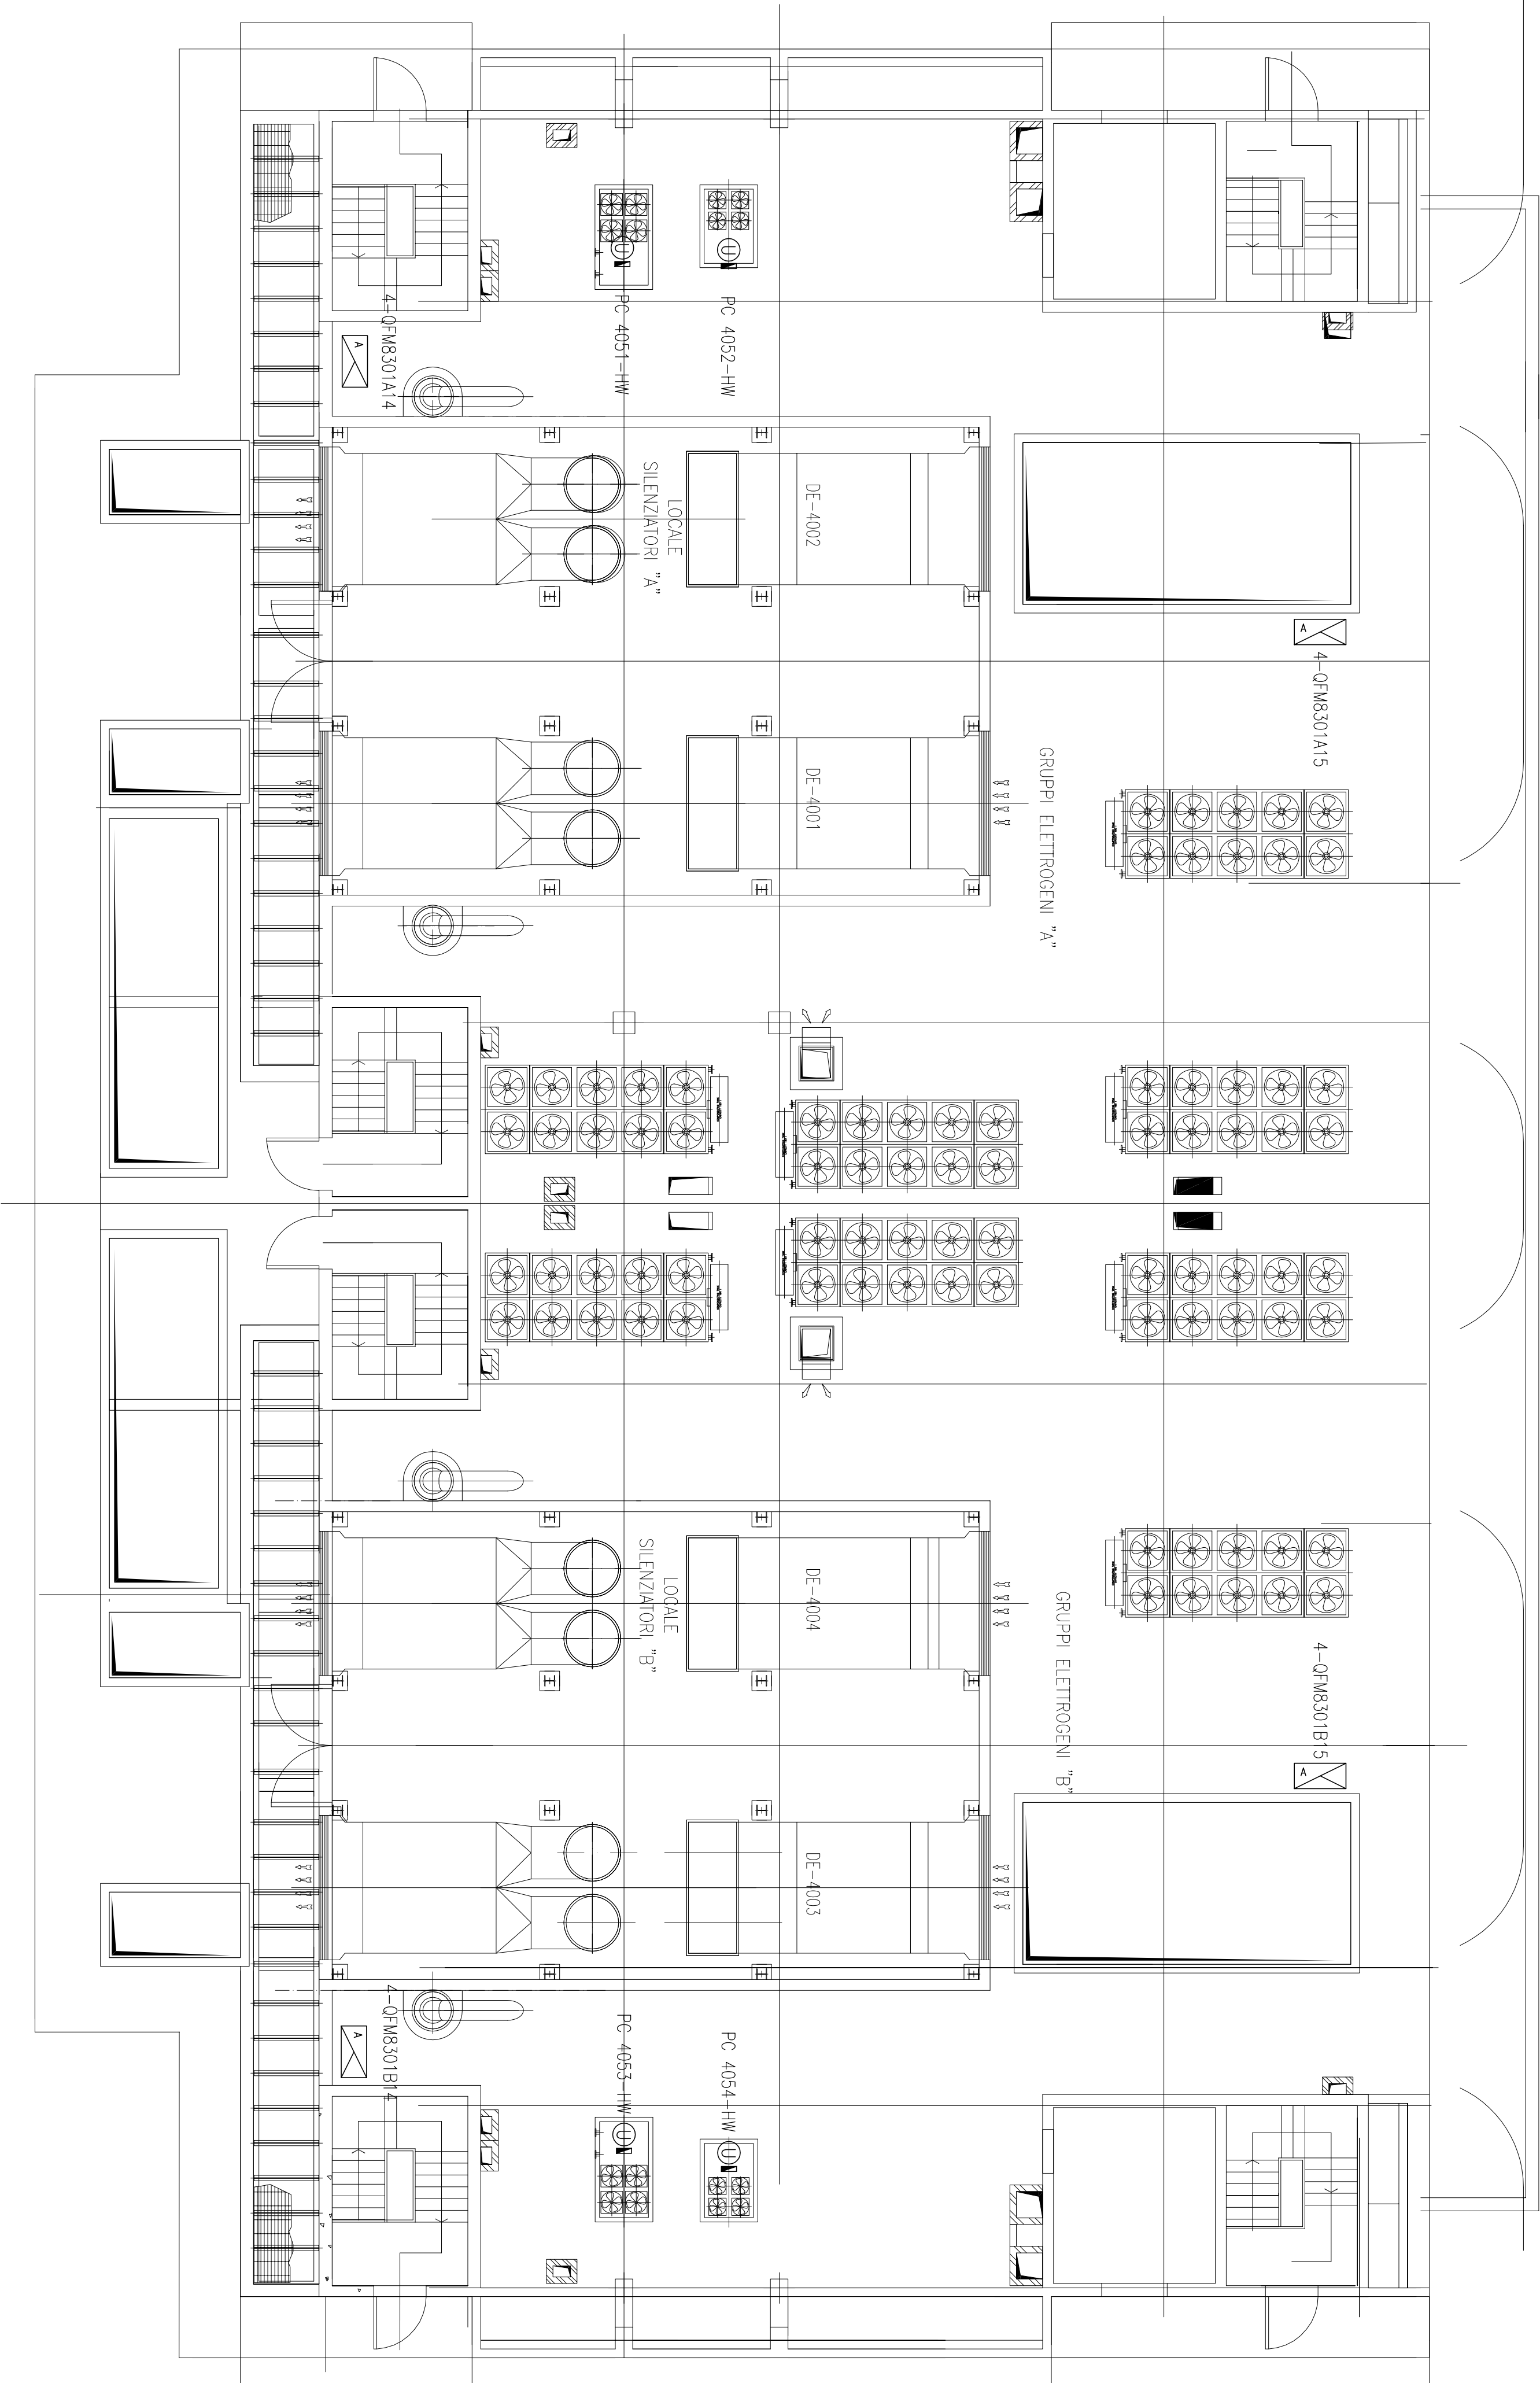 4-QFM8301A14
A
PC 4051-HW
PC 4052-HW
LOCALE
SILENZIATORI "A"
DE-4002
A
4-QFM8301A15
DE-4001
GRUPPI ELETTROGENI "A"
LOCALE
SILENZIATORI "B"
DE-4004
GRUPPI ELETTROGENI "B"
4-QFM8301B15
A
DE-4003
4-QFM8301B14
A
PC 4053-HW
PC 4054-HW